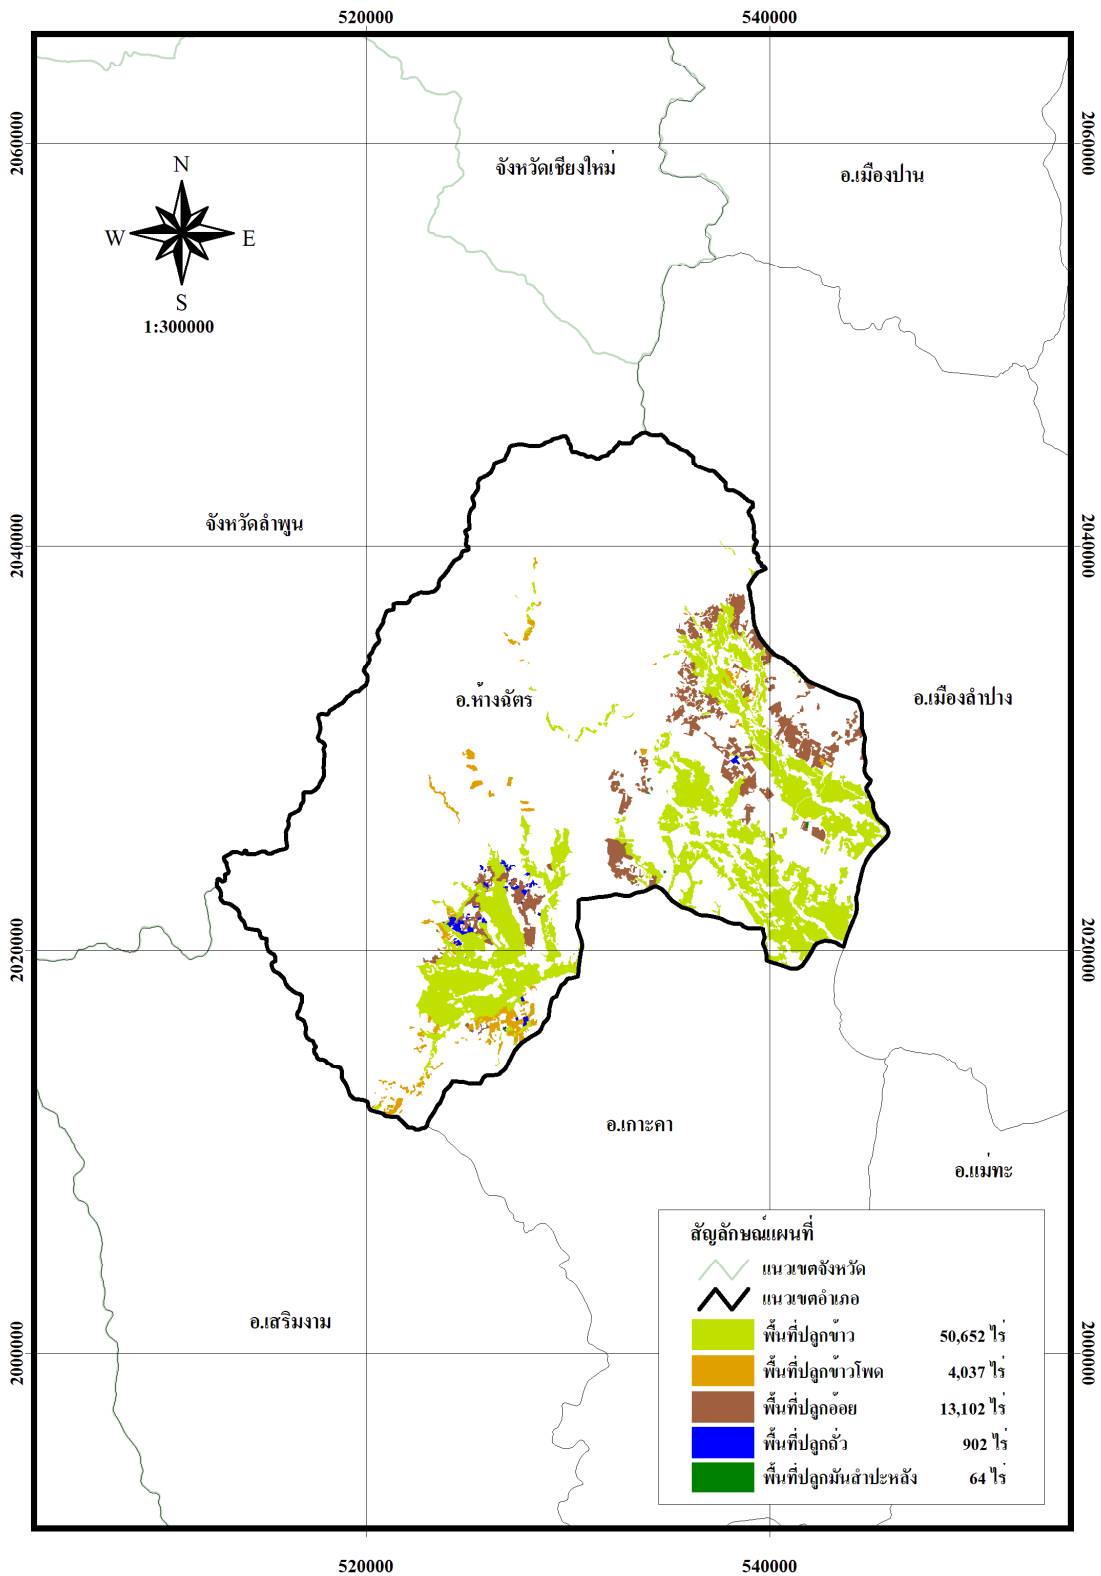 520000 540000
2060000 2060000
จังหวัดเชียงใหม่
อ.เมืองปาน
N
W E
S
1:300000
จังหวัดลำพูน
2040000 2040000
อ.ห้างฉัตร
อ.เมืองลำปาง
2020000 2020000
อ.เกาะคา
อ.แม่ทะ
อ.เสริมงาม
2000000 2000000
สัญลักษณ์แผนที่
แนวเขตจังหวัด
แนวเขตอำเภอ
พื้นที่ปลูกข้าว 50,652 ไร่
พื้นที่ปลูกข้าวโพด 4,037 ไร่
พื้นที่ปลูกอ้อย 13,102 ไร่
พื้นที่ปลูกถั่ว 902 ไร่
พื้นที่ปลูกมันสำปะหลัง 64 ไร่
520000 540000